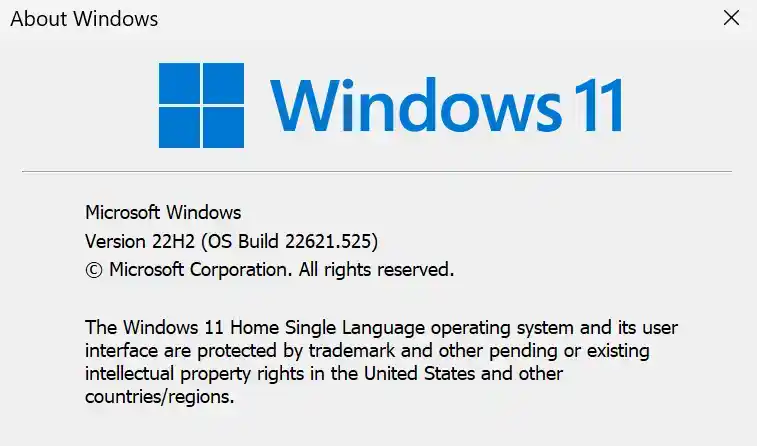 About Windows
Windows 11
Microsoft Windows
Version 22H2 (OS Build 22621.525)
© Microsoft Corporation. All rights reserved.
The Windows 11 Home Single Language operating system and its user
interface are protected by trademark and other pending or existing
intellectual property rights in the United States and other
countries/regions.